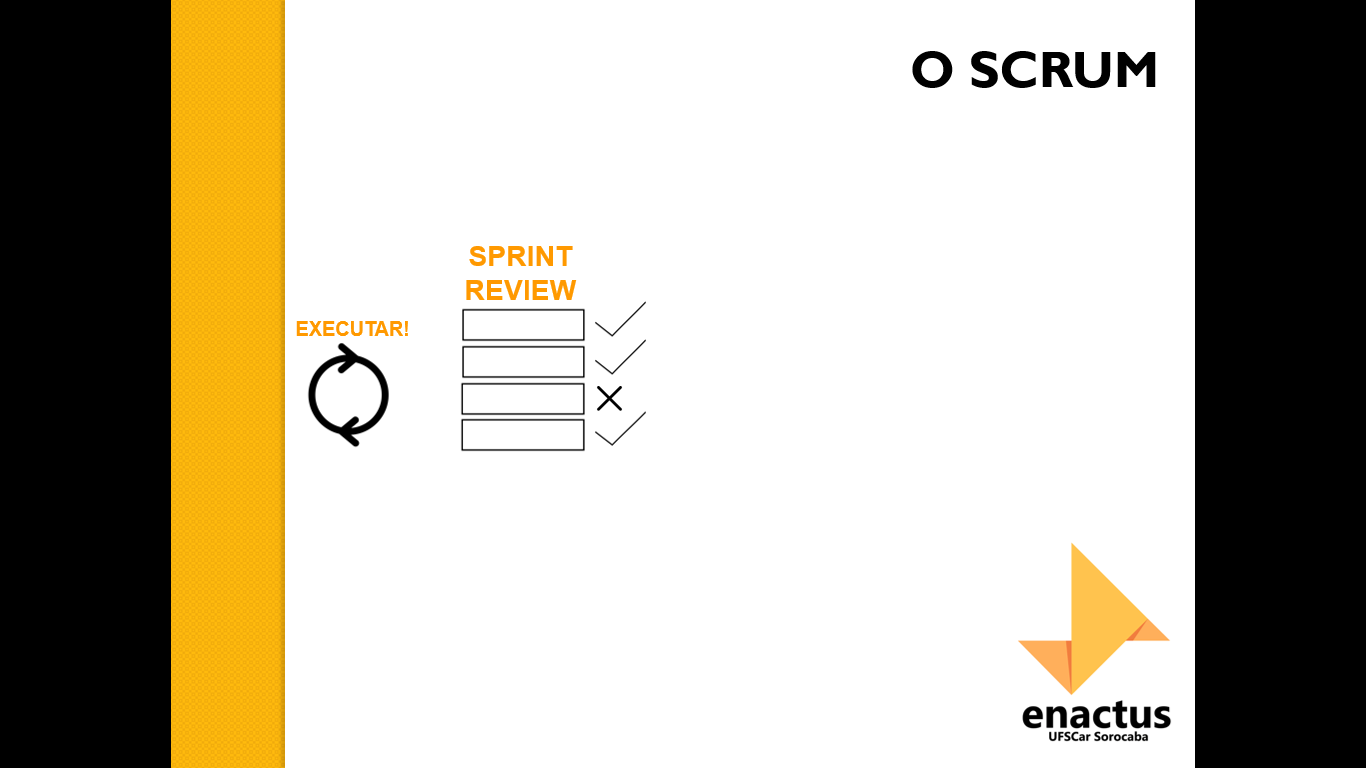 O SCRUM
SPRINT
REVIEW
EXECUTAR!
enactus
UFSCar Sorocaba